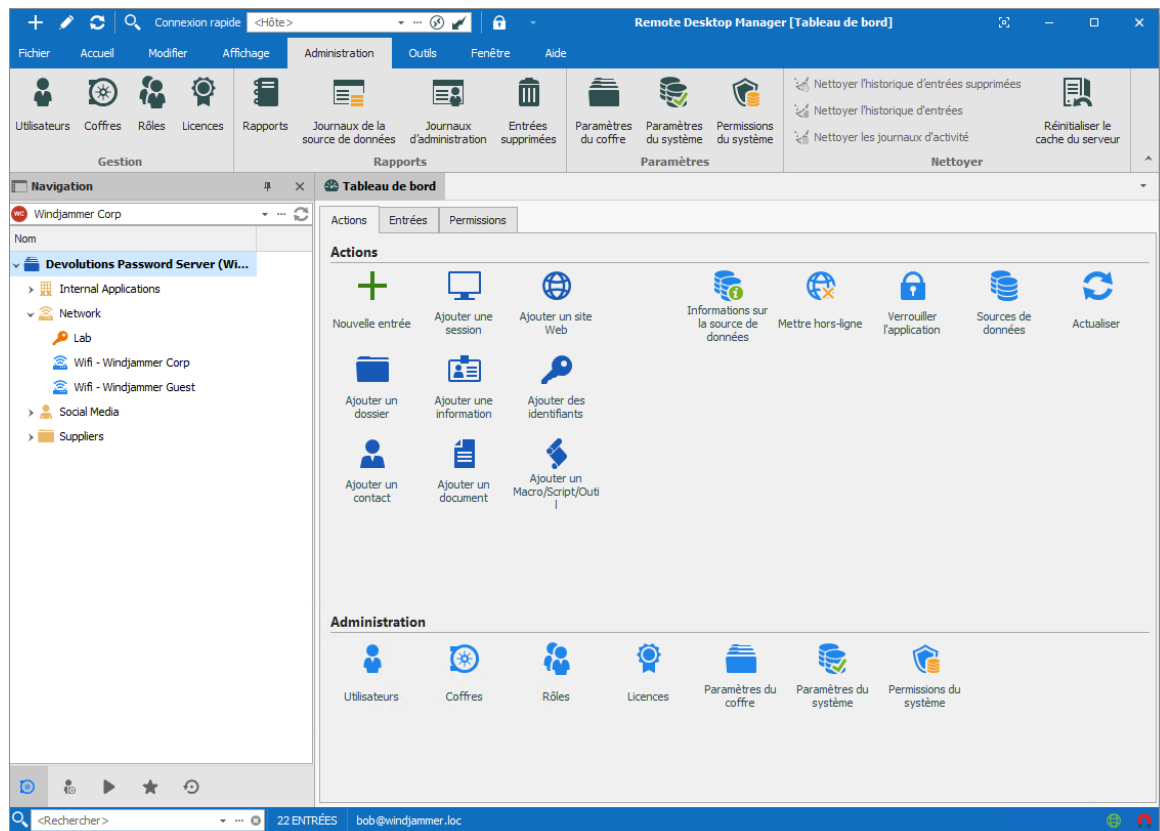 Connexion rapide <Hôte> Remote Desktop Manager [Tableau de bord]
Fichier Accueil Modifier Affichage Administration Outils Fenêtre Aide
Utilisateurs Coffres Rôles Licences
Gestion
Rapports Journaux de la source de données Journaux d'administration Entrées supprimées
Rapports
Paramètres du coffre Paramètres du système Permissions du système
Paramètres
Nettoyer l'historique d'entrées supprimées
Nettoyer l'historique d'entrées
Nettoyer les journaux d'activité
Réinitialiser le cache du serveur
Nettoyer
Navigation
WC Windjammer Corp
Nom
Devolutions Password Server (Wi...
Internal Applications
Network
Lab
Wifi - Windjammer Corp
Wifi - Windjammer Guest
Social Media
Suppliers
Tableau de bord
Actions Entrées Permissions
Actions
Nouvelle entrée
Ajouter une session
Ajouter un site Web
Informations sur la source de données
Mettre hors-ligne
Verrouiller l'application
Sources de données
Actualiser
Ajouter un dossier
Ajouter une information
Ajouter des identifiants
Ajouter un contact
Ajouter un document
Ajouter un Macro/Script/Outi
l
Administration
Utilisateurs
Coffres
Rôles
Licences
Paramètres du coffre
Paramètres du système
Permissions du système
<Rechercher> 22 ENTRÉES bob@windjammer.loc